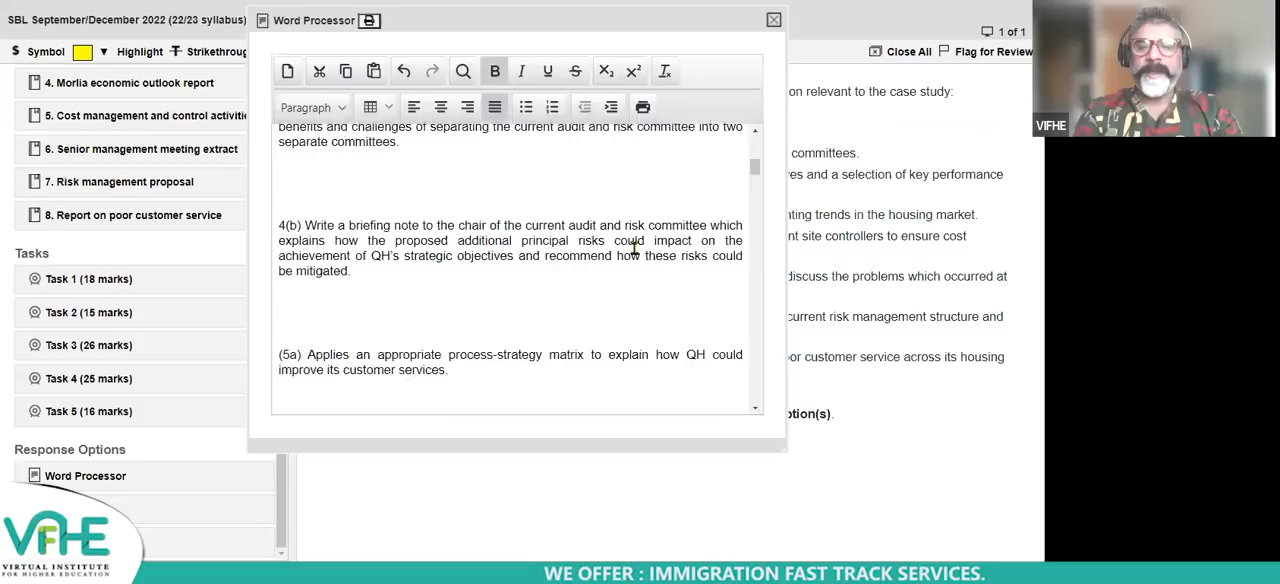 SBL September/December 2022 (22/23 syllabus)
Word Processor
1 of 1
$ Symbol Highlight Strikethrou
Close All Flag for Review
Paragraph
4. Morlia economic outlook report
5. Cost management and control activiti
6. Senior management meeting extract
7. Risk management proposal
8. Report on poor customer service
Tasks
Task 1 (18 marks)
Task 2 (15 marks)
Task 3 (26 marks)
Task 4 (25 marks)
Task 5 (16 marks)
Response Options
Word Processor
benefits and challenges of separating the current audit and risk committee into two
separate committees.
4(b) Write a briefing note to the chair of the current audit and risk committee which
explains how the proposed additional principal risks could impact on the
achievement of QH's strategic objectives and recommend how these risks could
be mitigated.
(5a) Applies an appropriate process-strategy matrix to explain how QH could
improve its customer services.
on relevant to the case study:
committees.
es and a selection of key performance
nting trends in the housing market.
nt site controllers to ensure cost
discuss the problems which occurred at
current risk management structure and
or customer service across its housing
ption(s).
VIFHE
VIFHE
VIRTUAL INSTITUTE
FOR HIGHER EDUCATION
WE OFFER : IMMIGRATION FAST TRACK SERVICES.